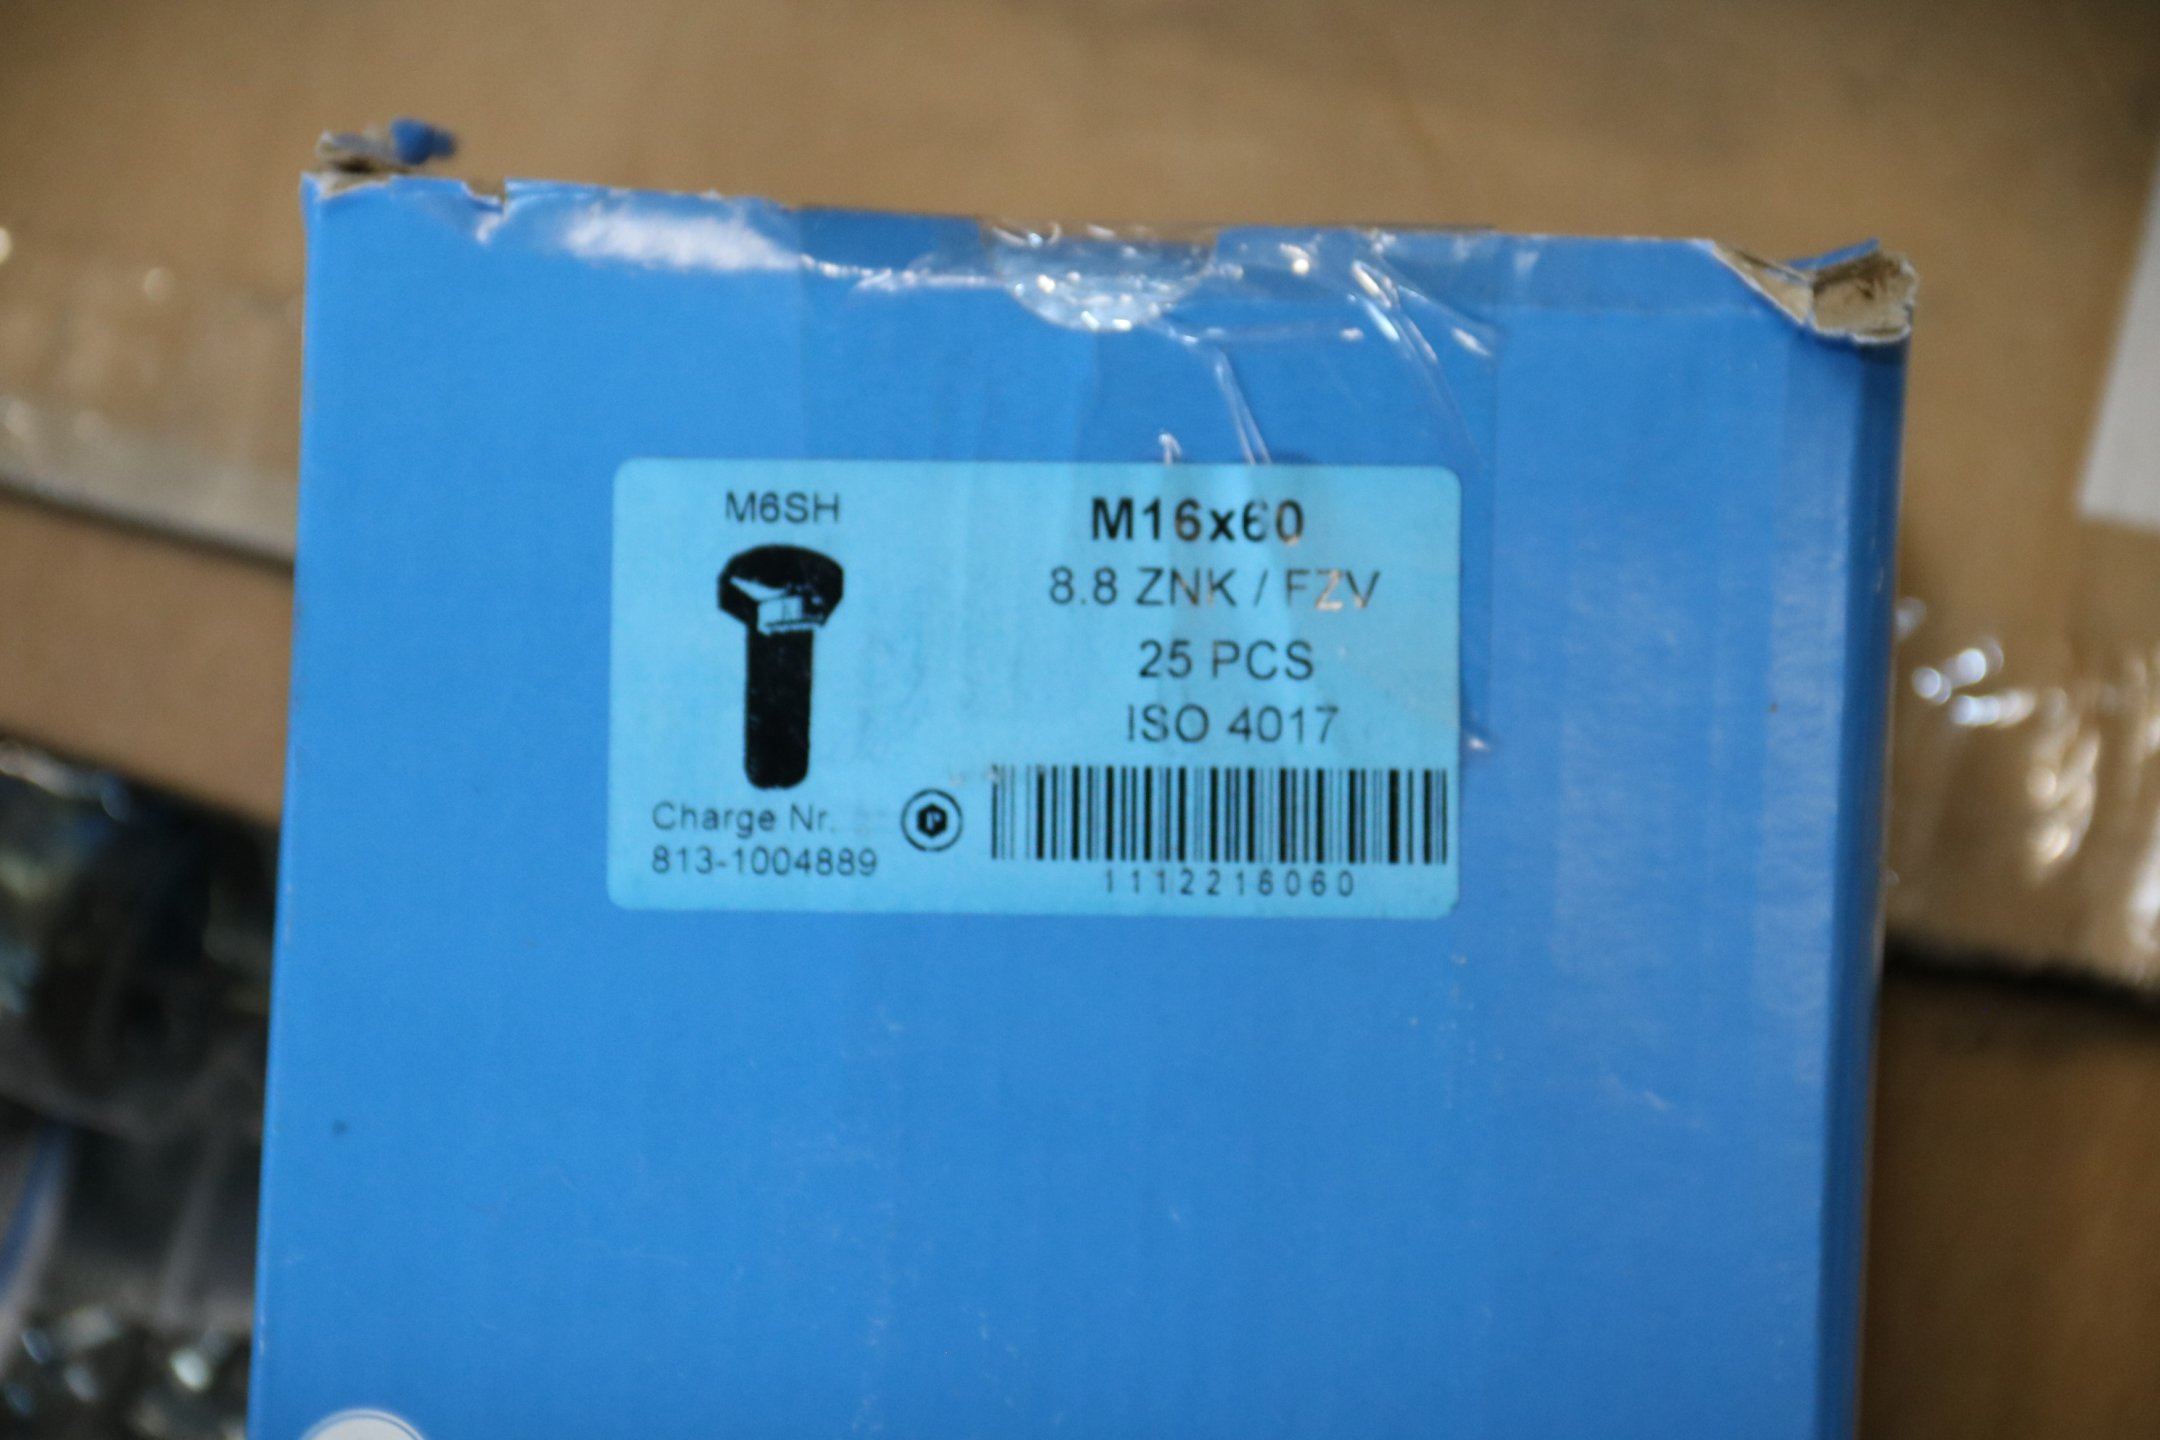 M6SH
M16x60
8.8 ZNK / FZV
25 PCS
ISO 4017
Charge Nr.
813-1004889
1112216060